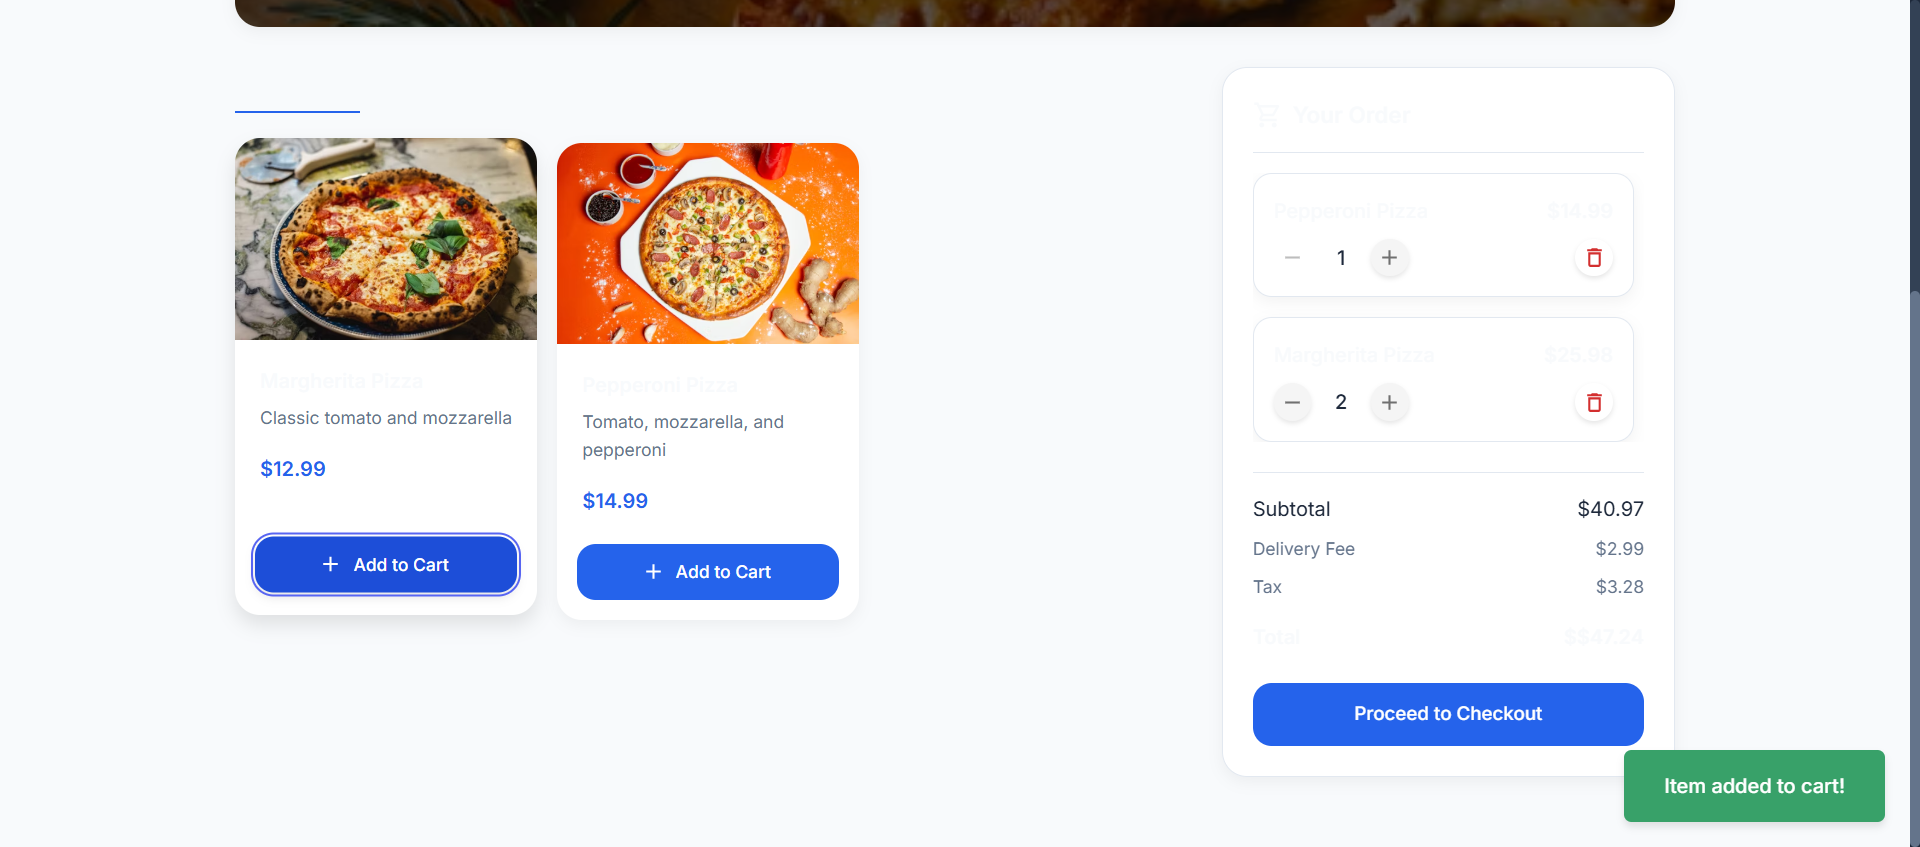 Margherita Pizza
Classic tomato and mozzarella
$12.99
Add to Cart
Pepperoni Pizza
Tomato, mozzarella, and
pepperoni
$14.99
Add to Cart
Your Order
Pepperoni Pizza $14.99
1
Margherita Pizza $25.98
2
Subtotal $40.97
Delivery Fee $2.99
Tax $3.28
Total $$47.24
Proceed to Checkout
Item added to cart!